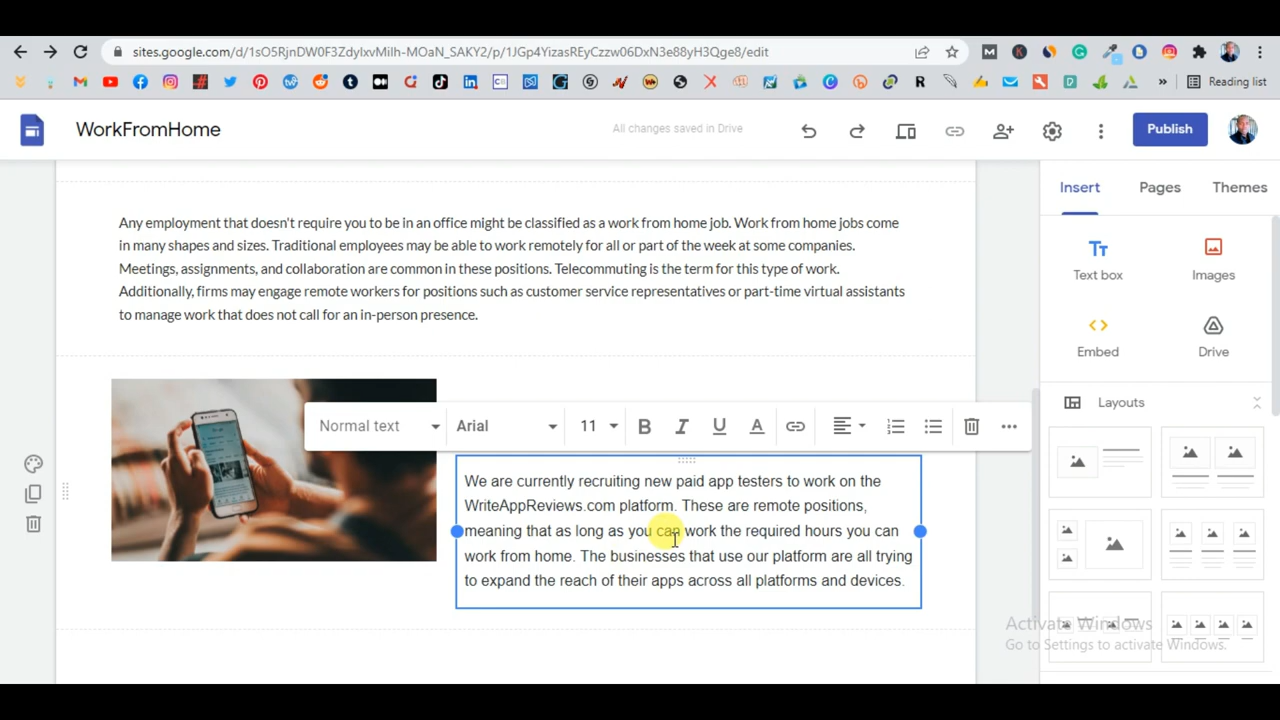 sites.google.com/d/1sO5RjnDW0F3ZdylxvMilh-MOaN_SAKY2/p/1JGp4YizasREyCzzw06DxN3e88yH3Qge8/edit
Reading list
WorkFromHome
All changes saved in Drive
Publish
Insert
Pages
Themes
Any employment that doesn't require you to be in an office might be classified as a work from home job. Work from home jobs come
in many shapes and sizes. Traditional employees may be able to work remotely for all or part of the week at some companies.
Meetings, assignments, and collaboration are common in these positions. Telecommuting is the term for this type of work.
Additionally, firms may engage remote workers for positions such as customer service representatives or part-time virtual assistants
to manage work that does not call for an in-person presence.
Text box
Images
Embed
Drive
Layouts
Normal text
Arial
11
We are currently recruiting new paid app testers to work on the
WriteAppReviews.com platform. These are remote positions,
meaning that as long as you can work the required hours you can
work from home. The businesses that use our platform are all trying
to expand the reach of their apps across all platforms and devices.
Activate Windows
Go to Settings to activate Windows.